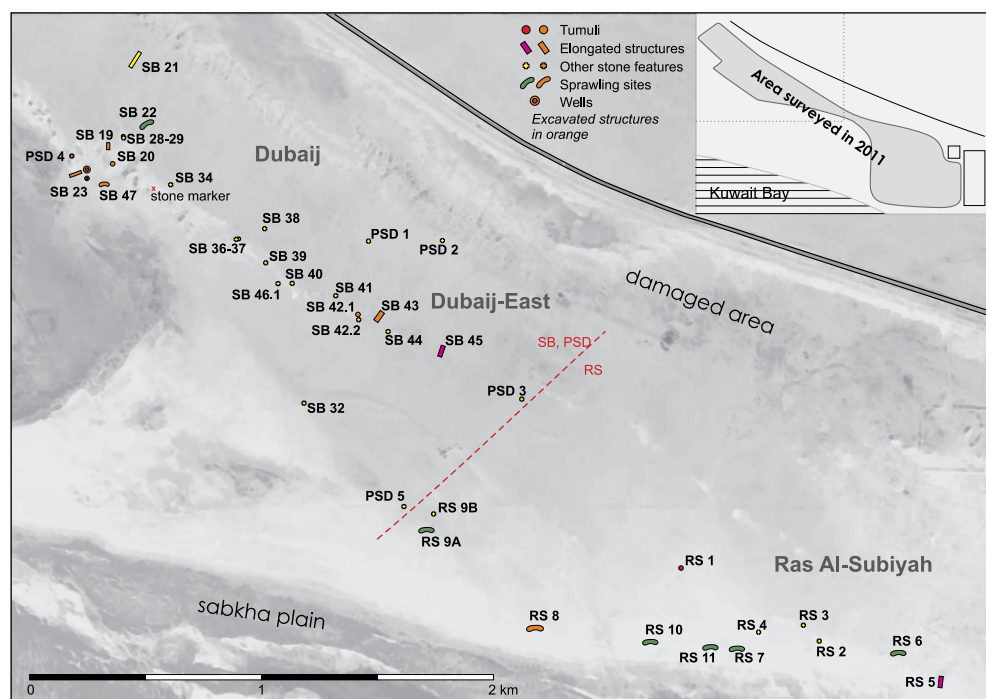 Tumuli
Elongated structures
Other stone features
Sprawling sites
Wells
Excavated structures
in orange
Area surveyed in 2011
Kuwait Bay
SB 21
SB 22
SB 19
SB 28-29
PSD 4
SB 20
Dubaij
SB 23
SB 47
SB 34
stone marker
SB 38
PSD 1
PSD 2
SB 36-37
SB 39
SB 40
SB 46.1
SB 41
damaged area
SB 42.1
SB 43
Dubaij-East
SB 42.2
SB 44
SB 45
SB, PSD
RS
PSD 3
SB 32
PSD 5
RS 9B
RS 9A
RS 1
Ras Al-Subiyah
sabkha plain
RS 8
RS 10
RS 4
RS 3
RS 11
RS 7
RS 2
RS 6
RS 5
0
1
2 km